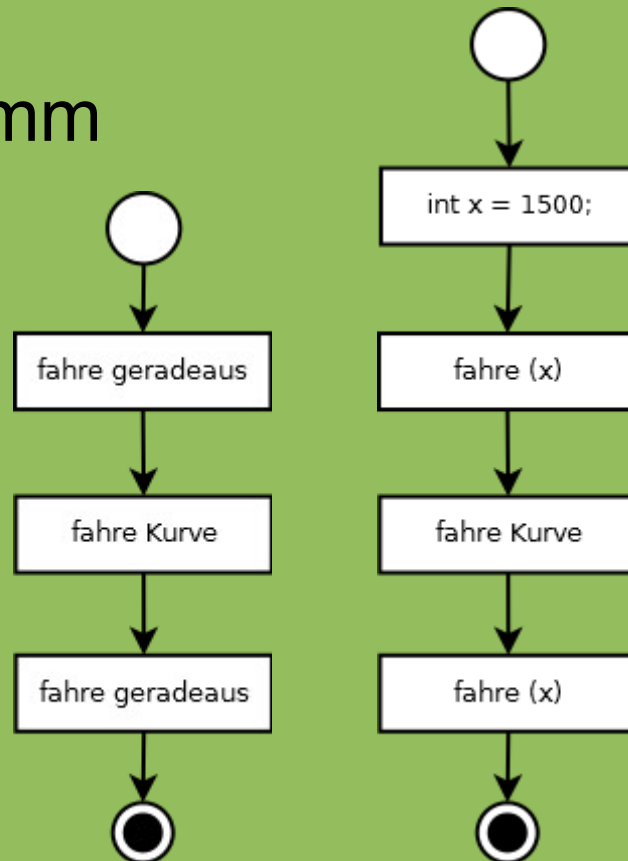 mm
fahre geradeaus
fahre Kurve
fahre geradeaus
int x = 1500;
fahre (x)
fahre Kurve
fahre (x)